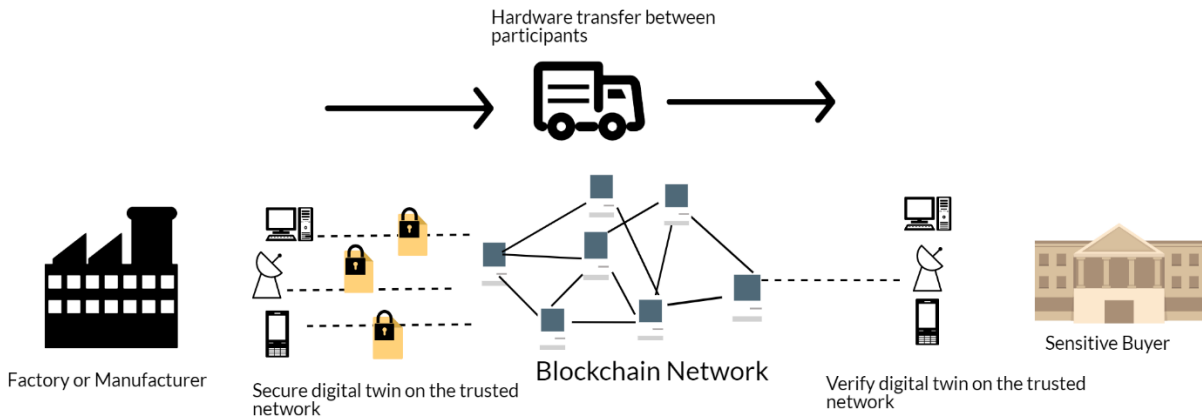 Hardware transfer between
participants
Factory or Manufacturer
Secure digital twin on the trusted
network
Blockchain Network
Verify digital twin on the trusted
network
Sensitive Buyer